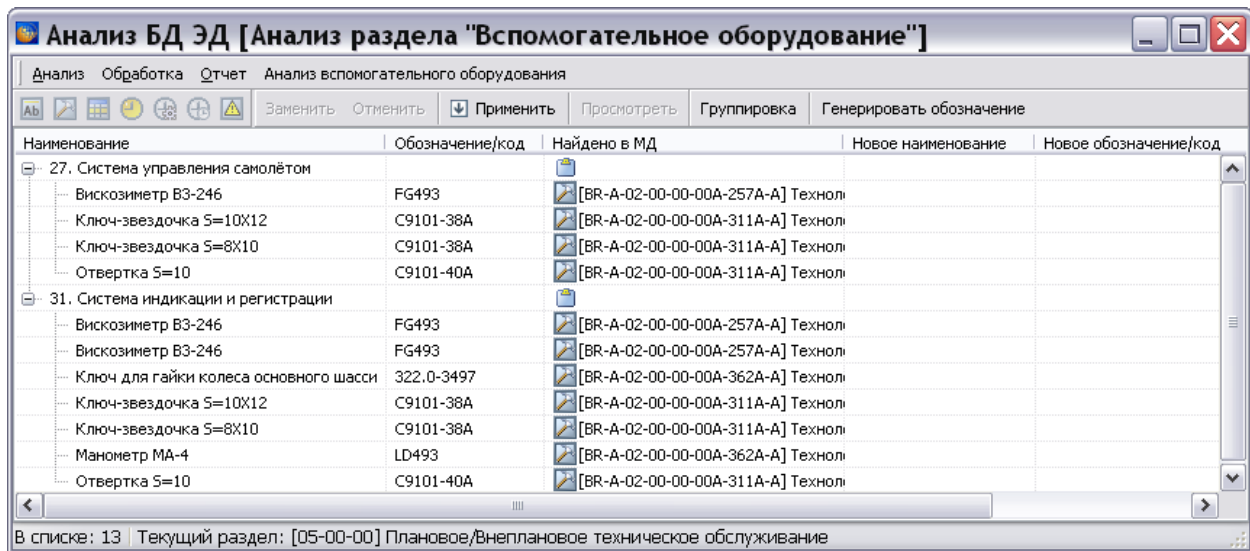 Анализ БД ЭД [Анализ раздела "Вспомогательное оборудование"]
Анализ Обработка Отчет Анализ вспомогательного оборудования
Ab Заменить Отменить Применить Просмотреть Группировка Генерировать обозначение
Наименование Обозначение/код Найдено в МД Новое наименование Новое обозначение/код
27. Система управления самолётом
Вискозиметр ВЗ-246 FG493 [BR-A-02-00-00-00A-257A-A] Технол
Ключ-звездочка S=10X12 C9101-38A [BR-A-02-00-00-00A-311A-A] Технол
Ключ-звездочка S=8X10 C9101-38A [BR-A-02-00-00-00A-311A-A] Технол
Отвертка S=10 C9101-40A [BR-A-02-00-00-00A-311A-A] Технол
31. Система индикации и регистрации
Вискозиметр ВЗ-246 FG493 [BR-A-02-00-00-00A-257A-A] Технол
Вискозиметр ВЗ-246 FG493 [BR-A-02-00-00-00A-257A-A] Технол
Ключ для гайки колеса основного шасси 322.0-3497 [BR-A-02-00-00-00A-362A-A] Технол
Ключ-звездочка S=10X12 C9101-38A [BR-A-02-00-00-00A-311A-A] Технол
Ключ-звездочка S=8X10 C9101-38A [BR-A-02-00-00-00A-311A-A] Технол
Манометр МА-4 LD493 [BR-A-02-00-00-00A-362A-A] Технол
Отвертка S=10 C9101-40A [BR-A-02-00-00-00A-311A-A] Технол
В списке: 13 Текущий раздел: [05-00-00] Плановое/Внеплановое техническое обслуживание